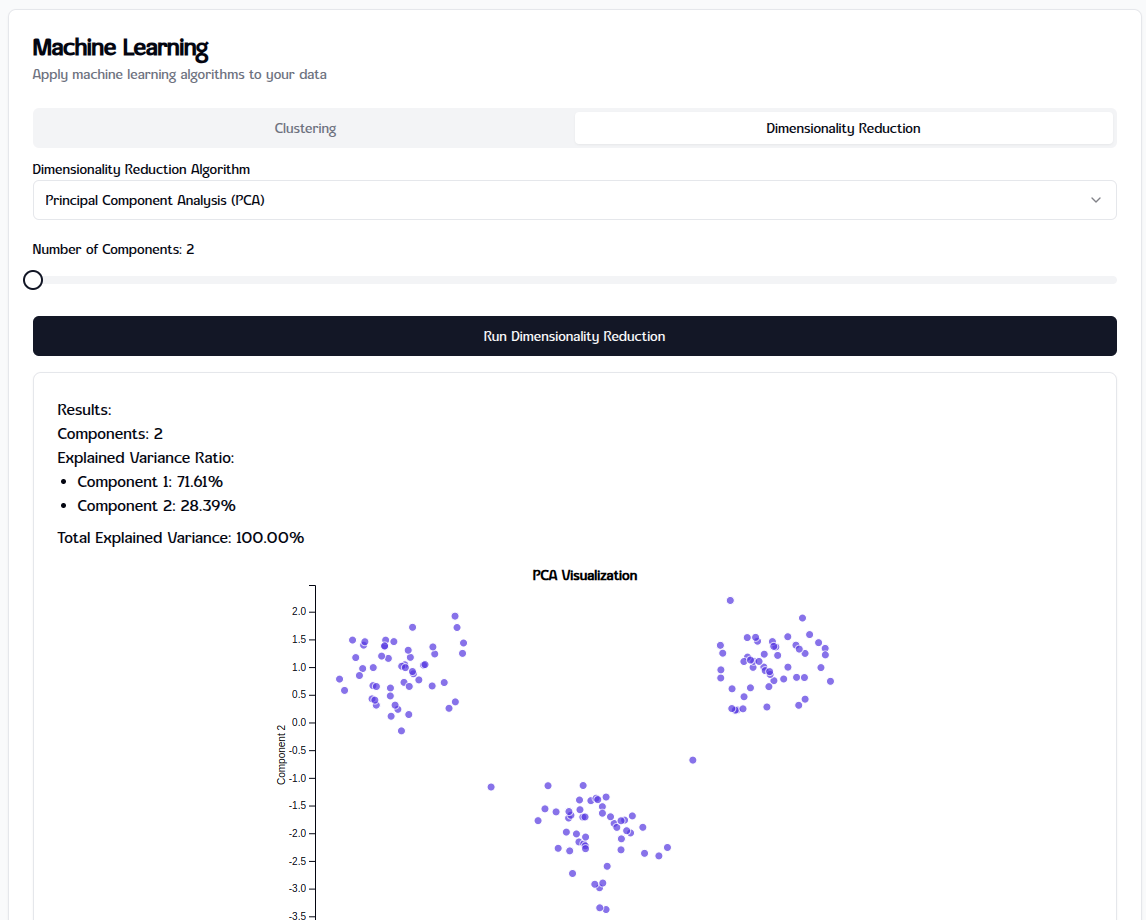 Machine Learning
Apply machine learning algorithms to your data
Clustering
Dimensionality Reduction
Dimensionality Reduction Algorithm
Principal Component Analysis (PCA)
Number of Components: 2
Run Dimensionality Reduction
Results:
Components: 2
Explained Variance Ratio:
• Component 1: 71.61%
• Component 2: 28.39%
Total Explained Variance: 100.00%
PCA Visualization
2.0
1.5
1.0
0.5
0.0
-0.5
-1.0
-1.5
-2.0
-2.5
-3.0
-3.5
Component 2